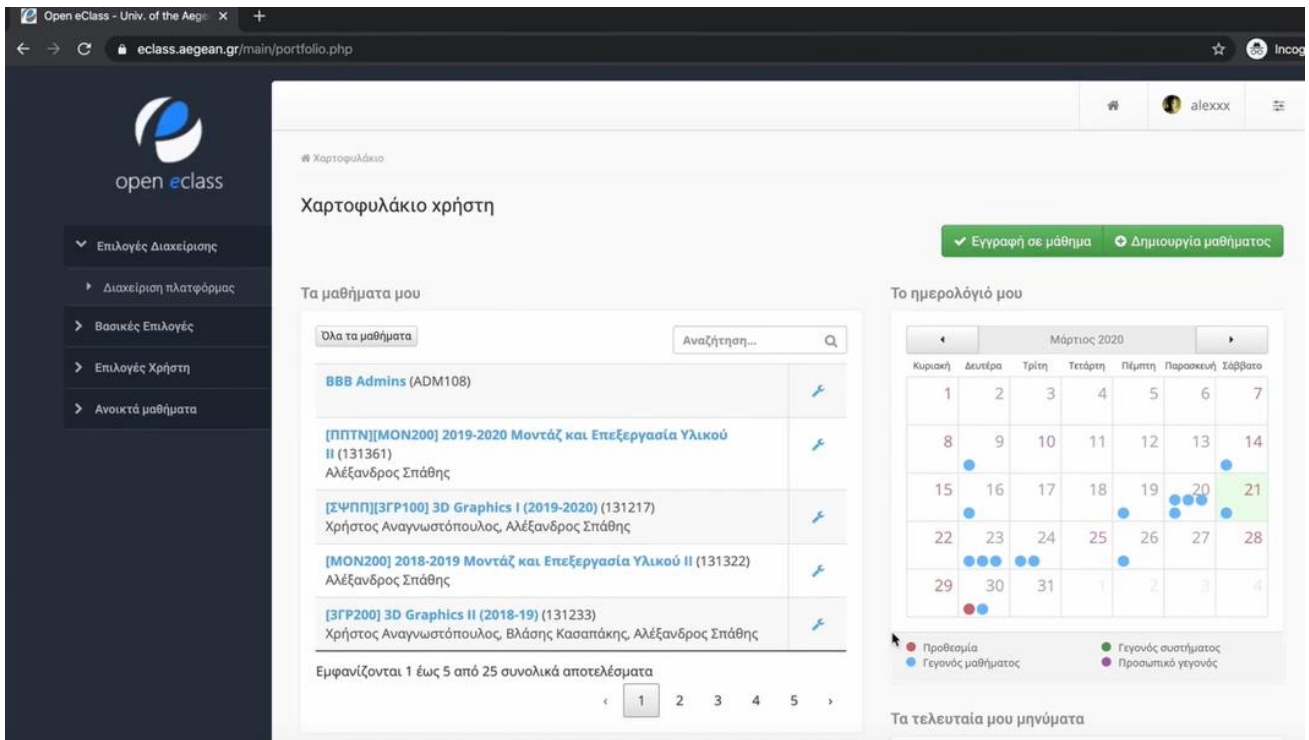 Open eClass - Univ. of the Aege
eclass.aegean.gr/main/portfolio.php
Incog
alexxx
open eclass
Επιλογές Διαχείρισης
Διαχείριση πλατφόρμας
Βασικές Επιλογές
Επιλογές Χρήστη
Ανοικτά μαθήματα
Χαρτοφυλάκιο
Χαρτοφυλάκιο χρήστη
Εγγραφή σε μάθημα Δημιουργία μαθήματος
Τα μαθήματα μου
Όλα τα μαθήματα Αναζήτηση...
BBB Admins (ADM108)
[ΠΠΤΝ][ΜΟΝ200] 2019-2020 Μοντάζ και Επεξεργασία Υλικού
ΙΙ (131361)
Αλέξανδρος Σπάθης
[ΣΨΠΠ][3ΓΡ100] 3D Graphics I (2019-2020) (131217)
Χρήστος Αναγνωστόπουλος, Αλέξανδρος Σπάθης
[ΜΟΝ200] 2018-2019 Μοντάζ και Επεξεργασία Υλικού ΙΙ (131322)
Αλέξανδρος Σπάθης
[3ΓΡ200] 3D Graphics II (2018-19) (131233)
Χρήστος Αναγνωστόπουλος, Βλάσης Κασαπάκης, Αλέξανδρος Σπάθης
Εμφανίζονται 1 έως 5 από 25 συνολικά αποτελέσματα
‹ 1 2 3 4 5 ›
Το ημερολόγιό μου
Μάρτιος 2020
Κυριακή Δευτέρα Τρίτη Τετάρτη Πέμπτη Παρασκευή Σάββατο
1 2 3 4 5 6 7
8 9 10 11 12 13 14
15 16 17 18 19 20 21
22 23 24 25 26 27 28
29 30 31 1 2 3 4
Προθεσμία Γεγονός συστήματος
Γεγονός μαθήματος Προσωπικό γεγονός
Τα τελευταία μου μηνύματα